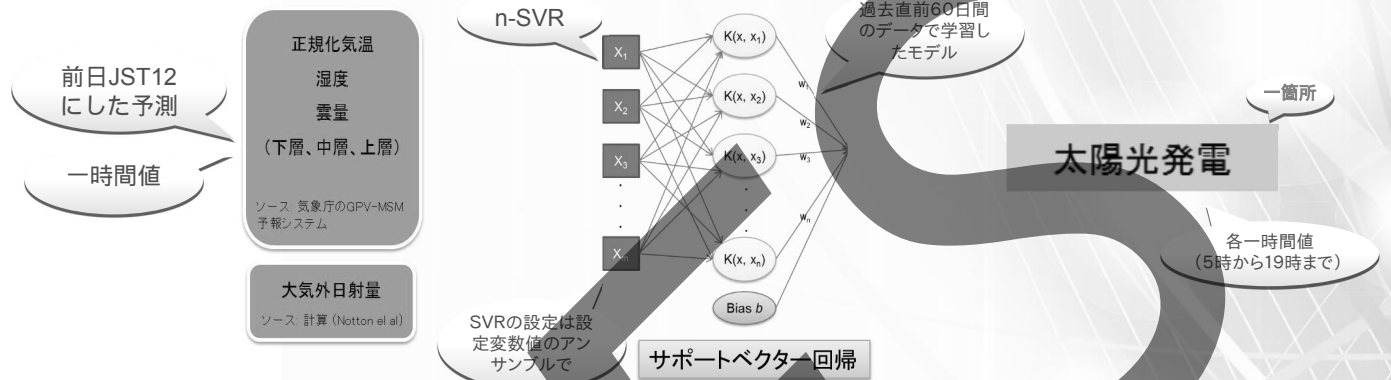 前日JST12
にした予測
一時間値
正規化気温
湿度
雲量
（下層、中層、上層）
ソース: 気象庁のGPV-MSM
予報システム
大気外日射量
ソース: 計算 (Notton el al)
n-SVR
X1
X2
X3
.
.
.
Xm
K(x, x1)
K(x, x2)
K(x, x3)
.
.
.
K(x, xn)
Bias b
w1
w2
w3
wn
SVRの設定は設
定変数値のアン
サンブルで
サポートベクター回帰
過去直前60日間
のデータで学習し
たモデル
一箇所
太陽光発電
各一時間値
（5時から19時まで）